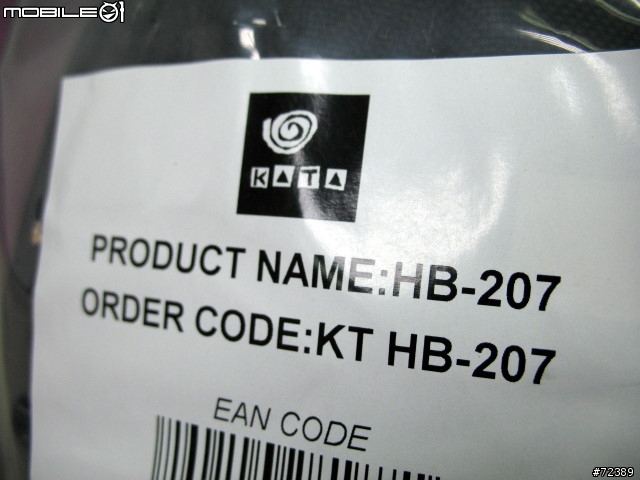 MOBILE01
KATA
PRODUCT NAME:HB-207
ORDER CODE:KT HB-207
EAN CODE
#72389